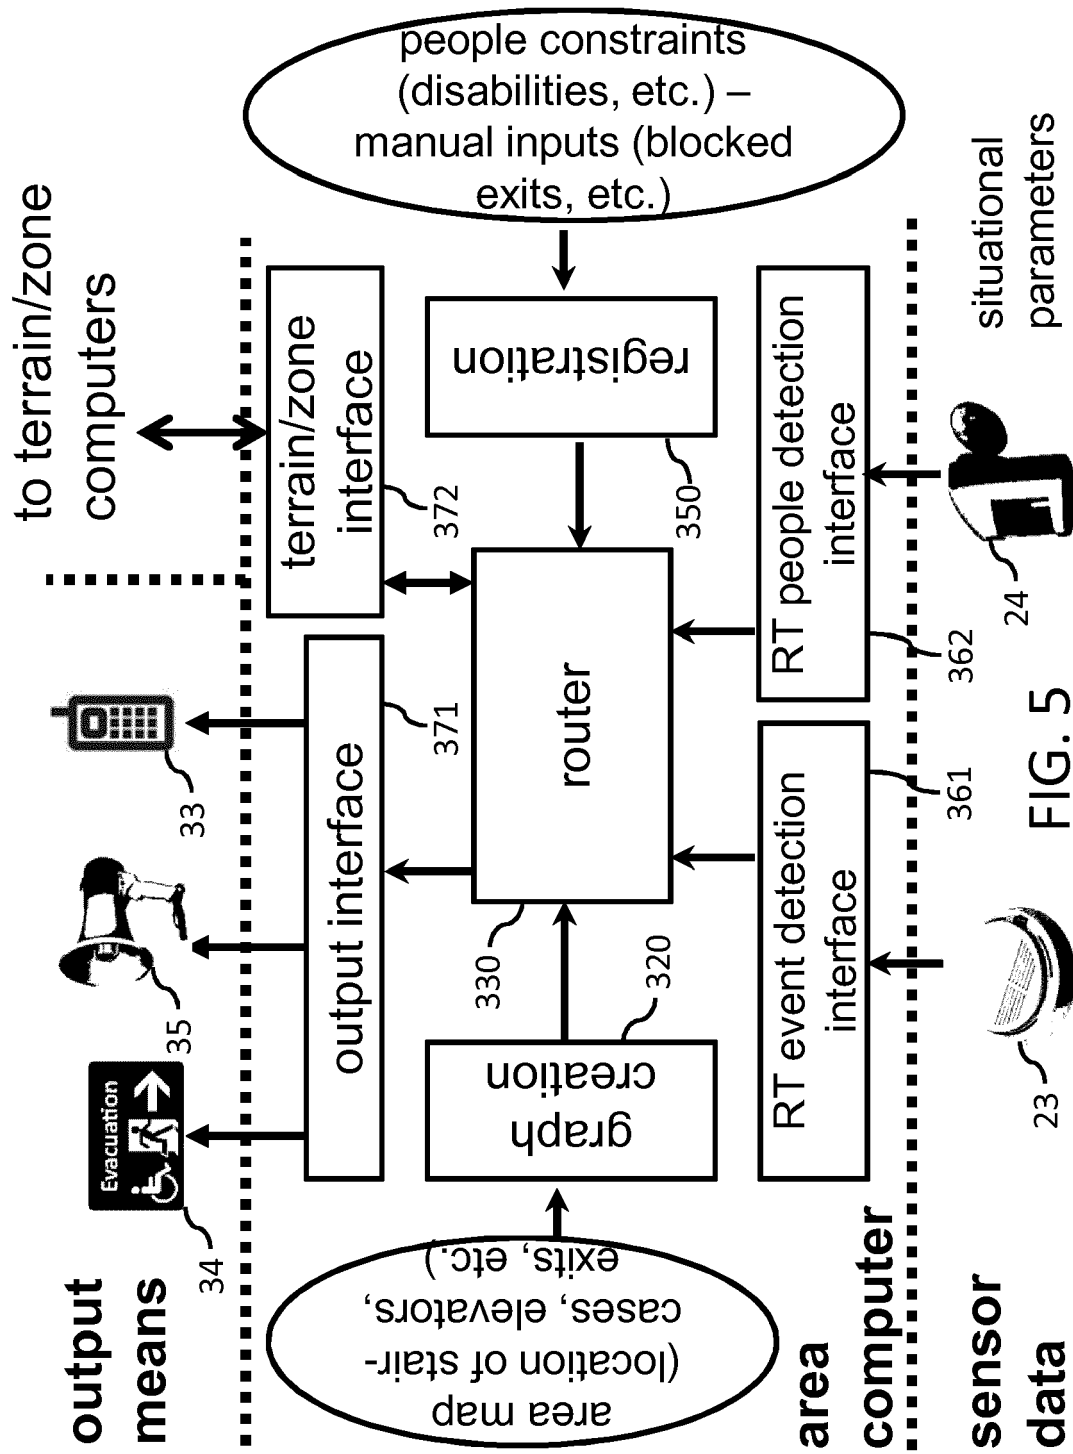 output
means
Evacuation
34
35
33
to terrain/zone
computers
area map
(location of stair-
cases, elevators,
exits, etc.)
graph
creation
320
output interface
371
terrain/zone
interface
372
330
router
registration
350
people constraints
(disabilities, etc.) –
manual inputs (blocked
exits, etc.)
RT event detection
interface
361
RT people detection
interface
362
area
computer
sensor
data
23
24
situational
parameters
FIG. 5